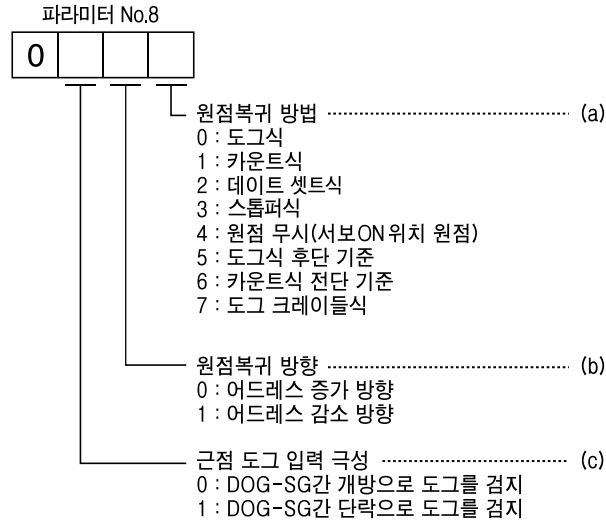 파라미터 No.8
0
원점복귀 방법 (a)
0 : 도그식
1 : 카운트식
2 : 데이트 셋트식
3 : 스톱퍼식
4 : 원점 무시(서보ON위치 원점)
5 : 도그식 후단 기준
6 : 카운트식 전단 기준
7 : 도그 크레이들식
원점복귀 방향 (b)
0 : 어드레스 증가 방향
1 : 어드레스 감소 방향
근점 도그 입력 극성 (c)
0 : DOG-SG간 개방으로 도그를 검지
1 : DOG-SG간 단락으로 도그를 검지